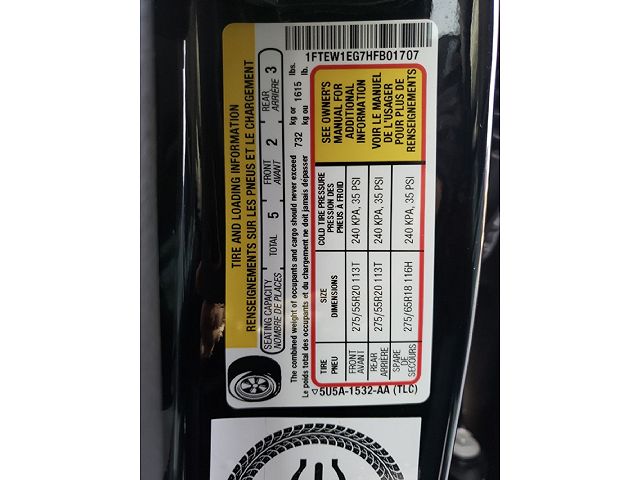 1FTEW1EG7HFB01707
TIRE AND LOADING INFORMATION
RENSEIGNEMENTS SUR LES PNEUS ET LE CHARGEMENT
SEATING CAPACITY
NOMBRE DE PLACES
TOTAL 5
FRONT
AVANT 2
REAR
ARRIÈRE 3
The combined weight of occupants and cargo should never exceed 732 kg or 1615 lbs.
Le poids total des occupants et du chargement ne doit jamais dépasser 732 kg ou 1615 lb.
TIRE
PNEU
SIZE
DIMENSIONS
COLD TIRE PRESSURE
PRESSION DES
PNEUS À FROID
FRONT
AVANT
275/55R20 113T
240 KPA, 35 PSI
REAR
ARRIÈRE
275/55R20 113T
240 KPA, 35 PSI
SPARE
DE
SECOURS
275/65R18 116H
240 KPA, 35 PSI
SEE OWNER'S
MANUAL FOR
ADDITIONAL
INFORMATION
VOIR LE MANUEL
DE L'USAGER
POUR PLUS DE
RENSEIGNEMENTS
5U5A-1532-AA (TLC)